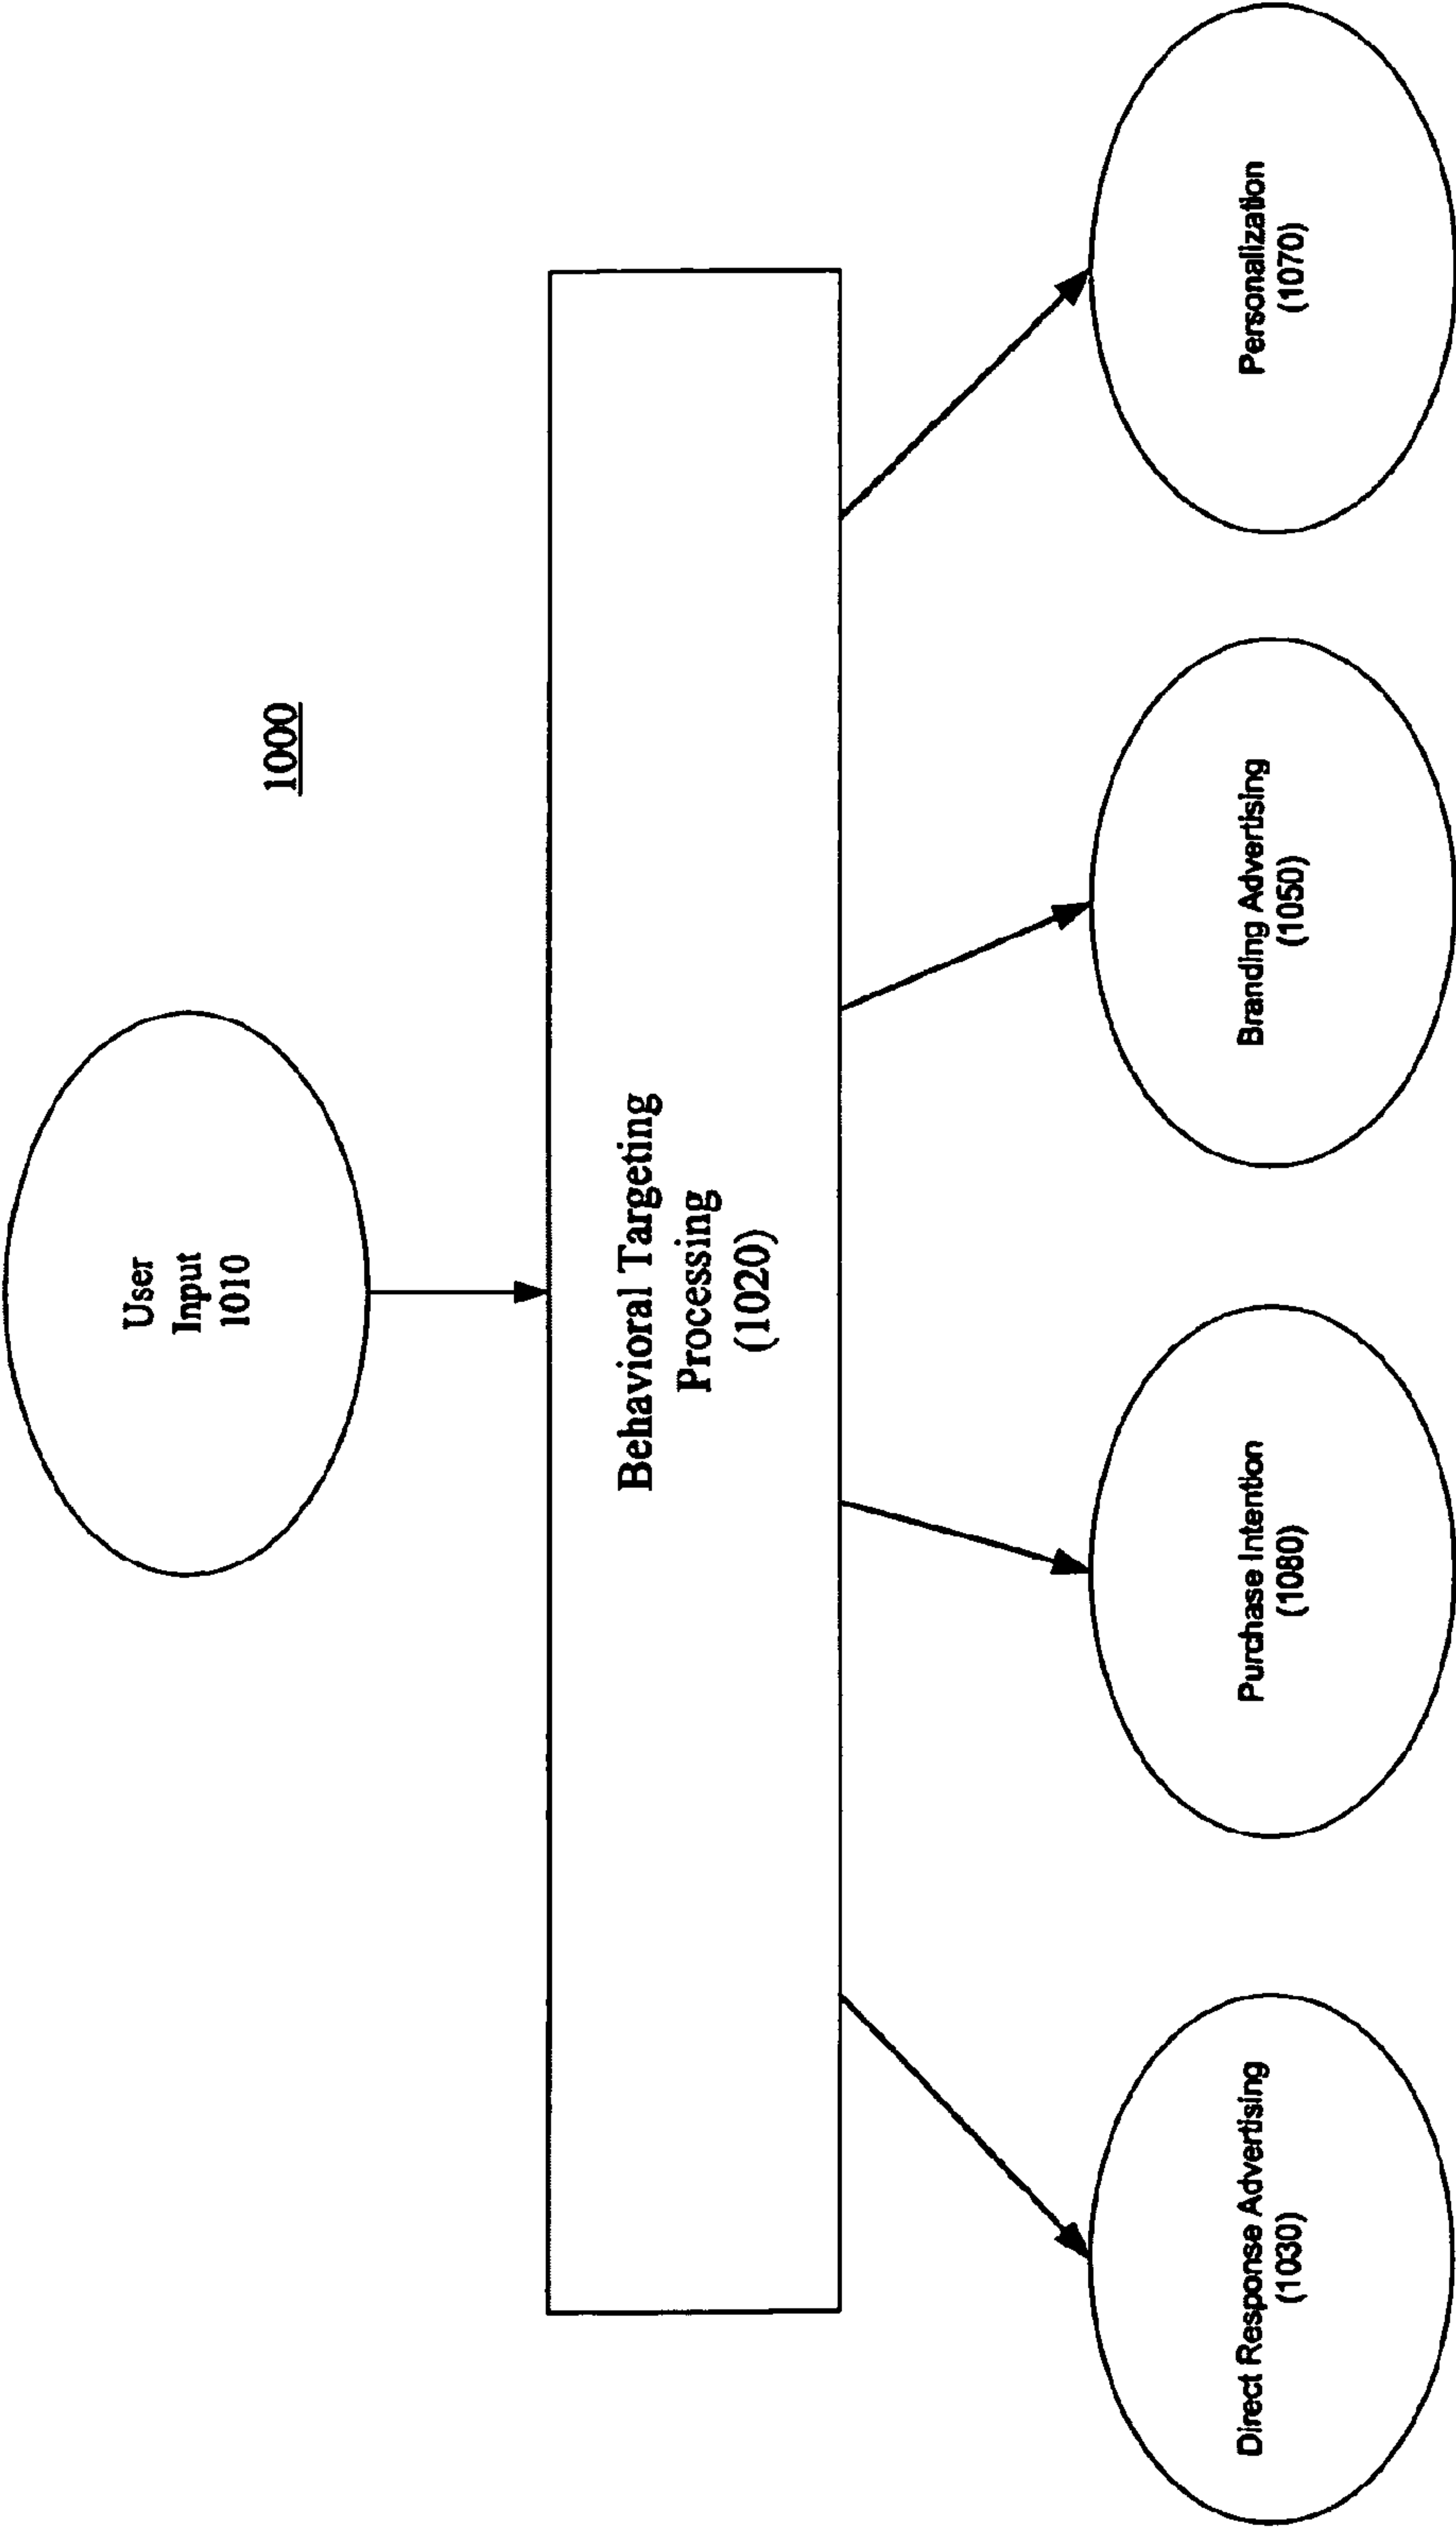 1000
User
Input
1010
Behavioral Targeting
Processing
(1020)
Direct Response Advertising
(1030)
Purchase Intention
(1080)
Branding Advertising
(1050)
Personalization
(1070)